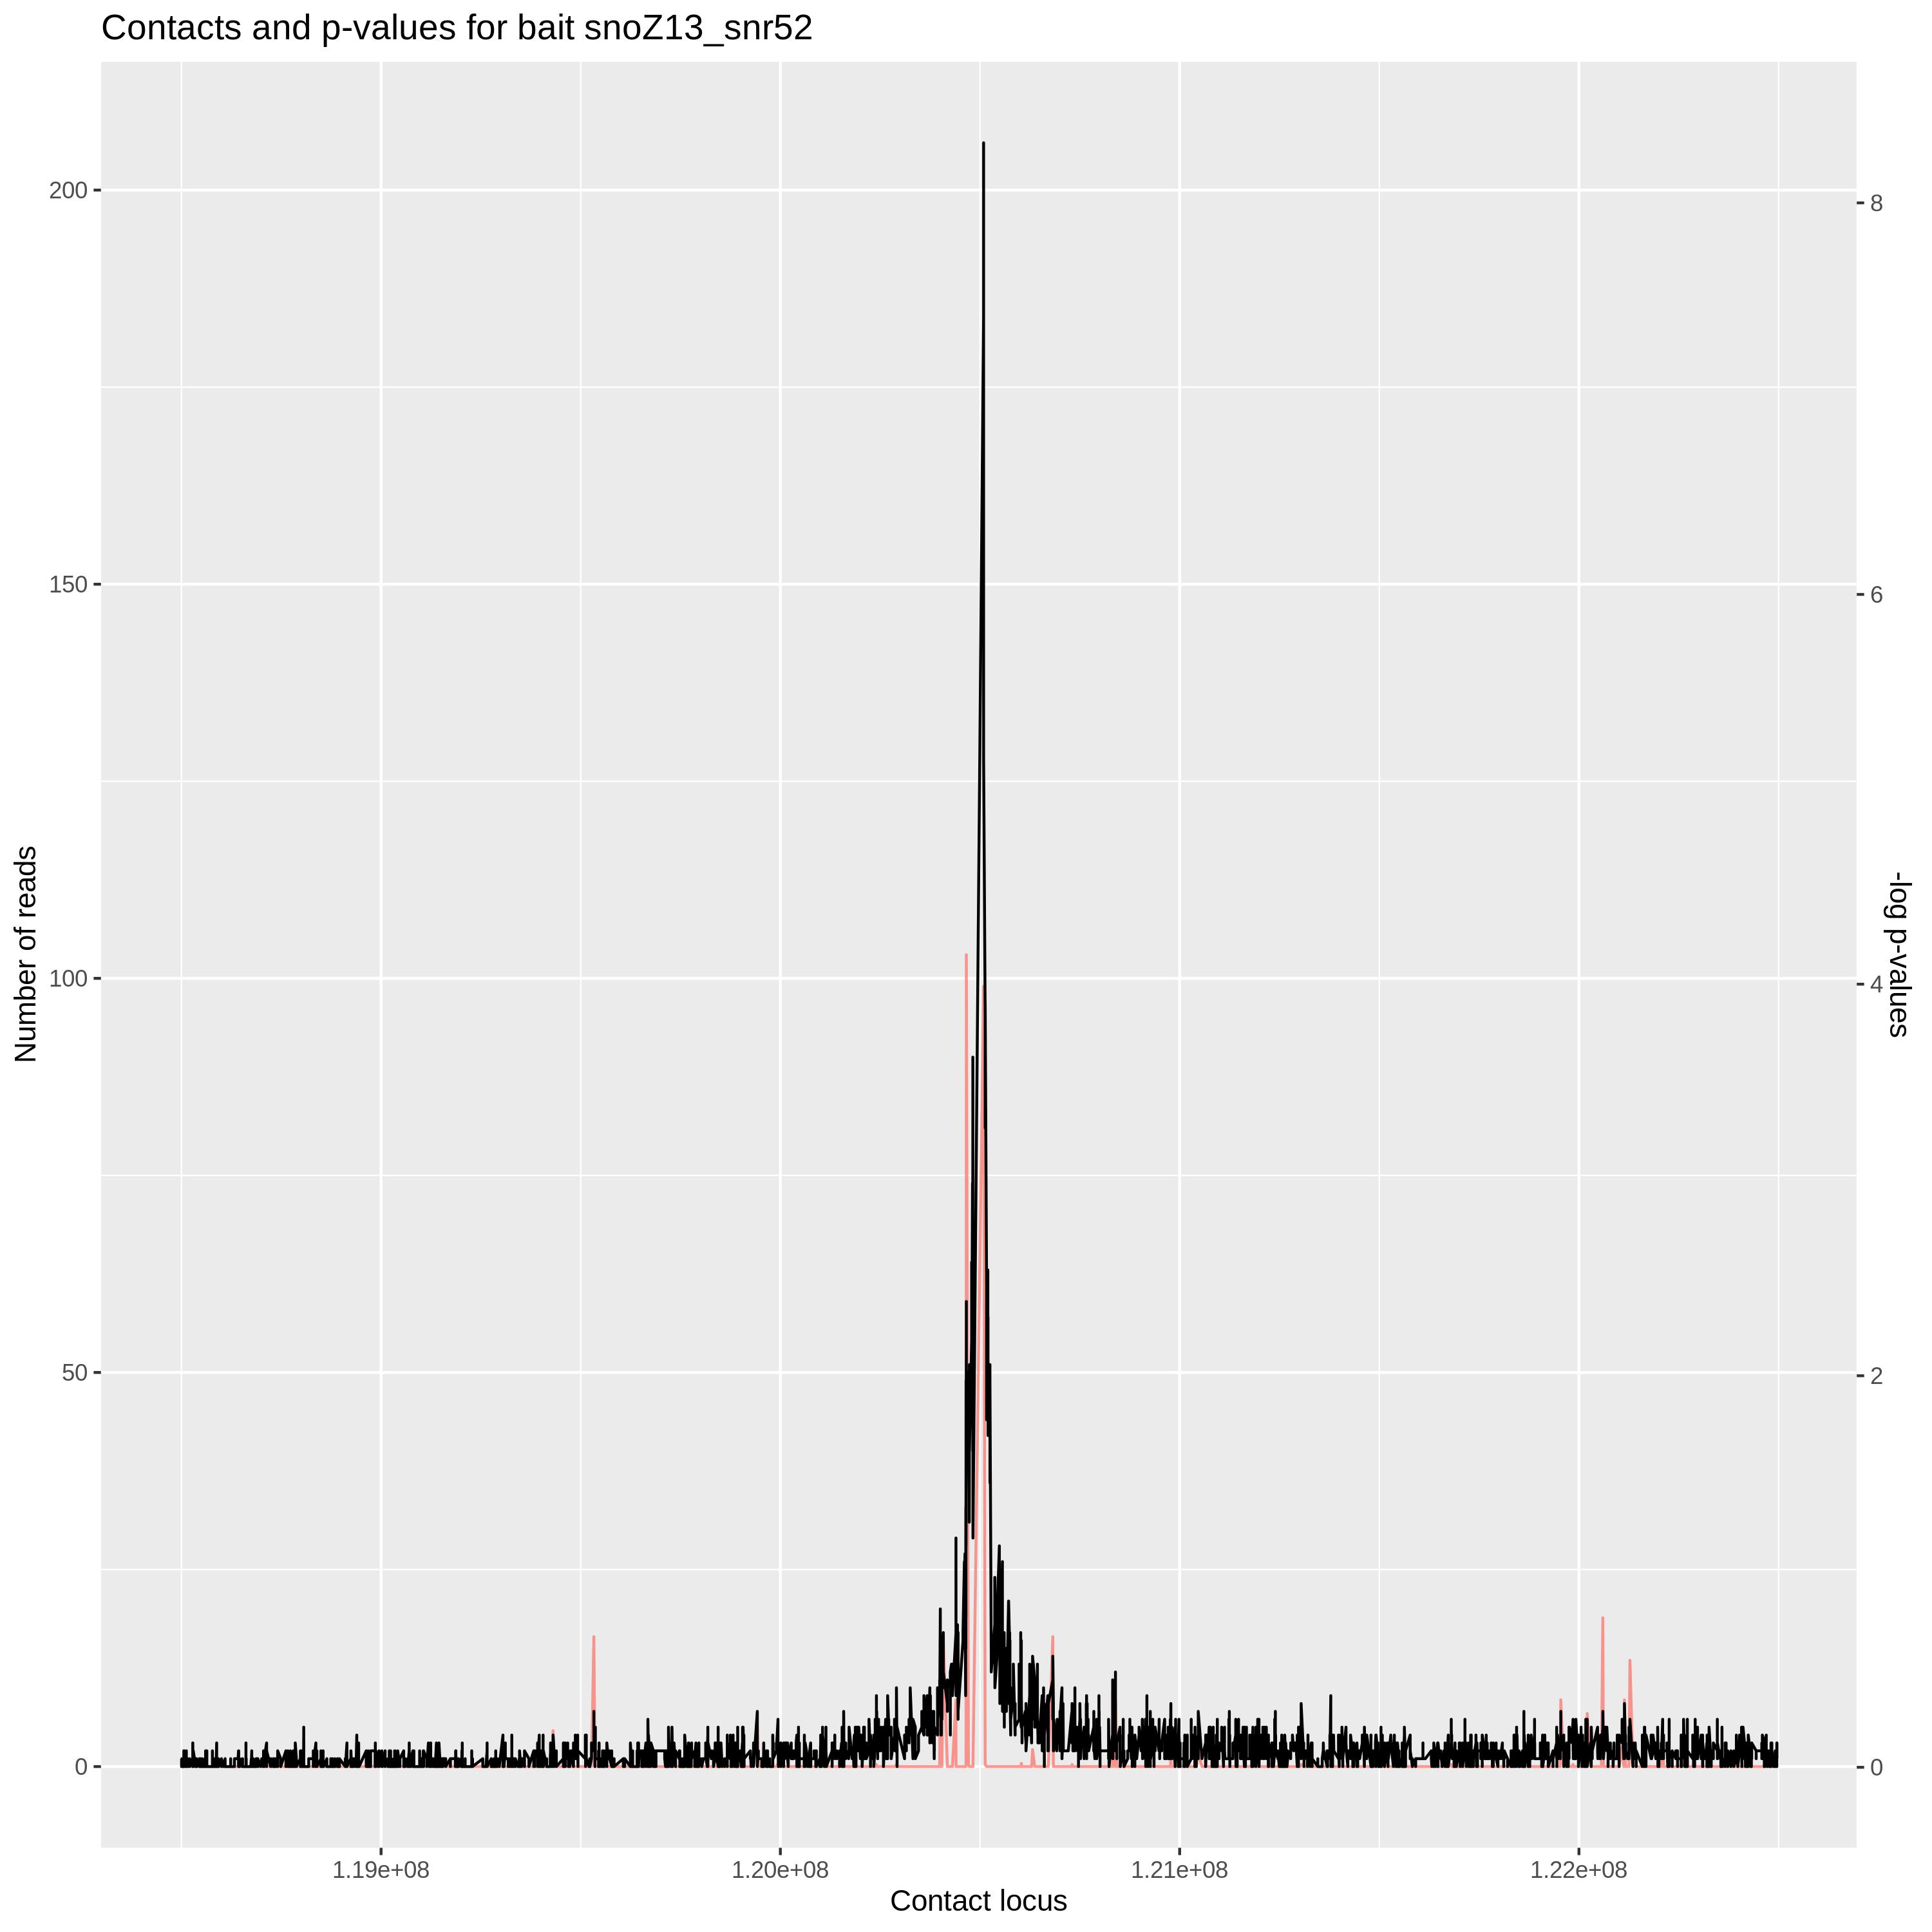 Contacts and p-values for bait snoZ13_snr52
Number of reads
200
150
100
50
0
8
6
4
2
0
-log p-values
1.19e+08
1.20e+08
1.21e+08
1.22e+08
Contact locus